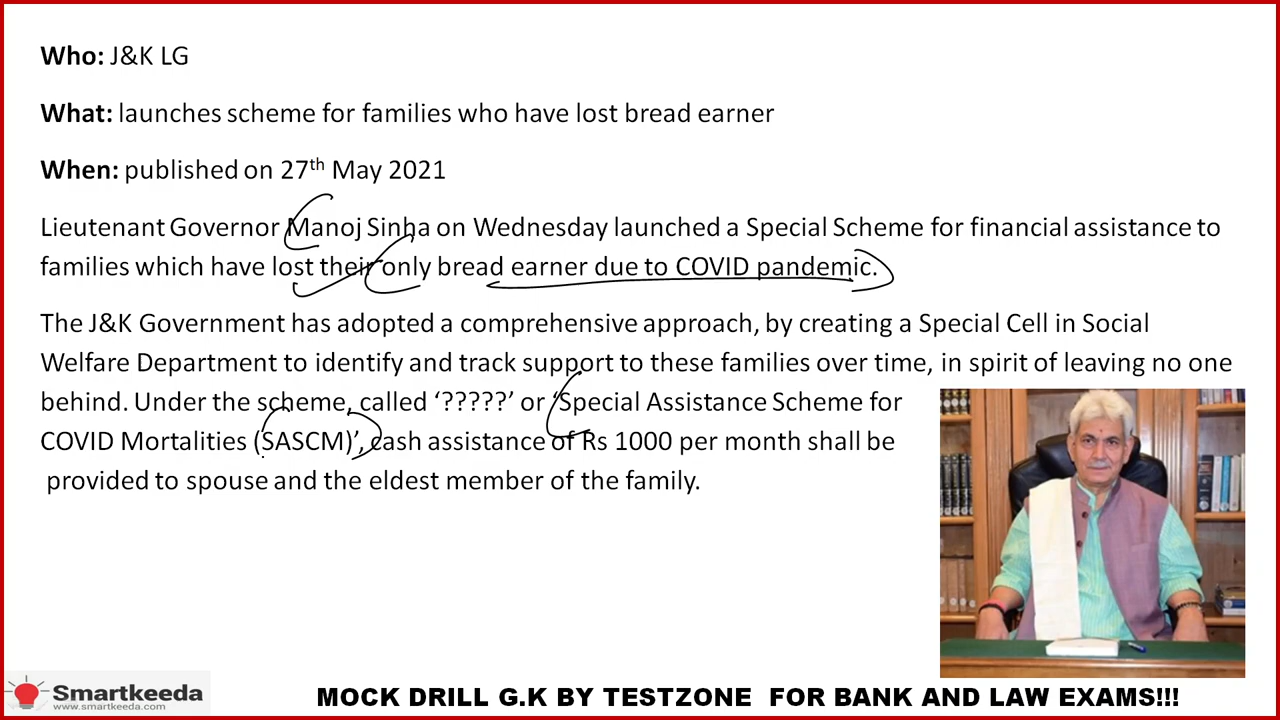 Who: J&K LG
What: launches scheme for families who have lost bread earner
When: published on 27th May 2021
Lieutenant Governor Manoj Sinha on Wednesday launched a Special Scheme for financial assistance to
families which have lost their only bread earner due to COVID pandemic.
The J&K Government has adopted a comprehensive approach, by creating a Special Cell in Social
Welfare Department to identify and track support to these families over time, in spirit of leaving no one
behind. Under the scheme, called ‘?????’ or ‘Special Assistance Scheme for
COVID Mortalities (SASCM)’, cash assistance of Rs 1000 per month shall be
provided to spouse and the eldest member of the family.
Smartkeeda
www.smartkeeda.com
MOCK DRILL G.K BY TESTZONE FOR BANK AND LAW EXAMS!!!